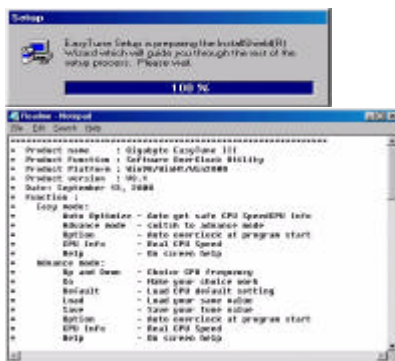 Setup
EasyTune Setup is preparing the InstallShield(R)
Wizard which will guide you through the rest of the
setup process. Please wait.
100 %
Readme - Notepad
File Edit Search Help
* Product name : Gigabyte EasyTune III
* Product Function : Software OverClock Utility
* Product Platform : Win98/WinMe/Win2000
* Product version :
* Date: September 2000
* Function :
* Easy mode:
* Auto Optimize - Auto get safe CPU Speed
* Advance mode - switch to advance mode
* Option - Auto overclock at program start
* CPU Info - Real CPU Speed
* Help - On screen help
* Advance mode:
* Up and Down - Choice CPU frequency
* Go - Make your choice work
* Default - Load CPU default setting
* Load - Load your save value
* Save - Save your tune value
* Option - Auto overclock at program start
* CPU Info - Real CPU Speed
* Help - On screen help